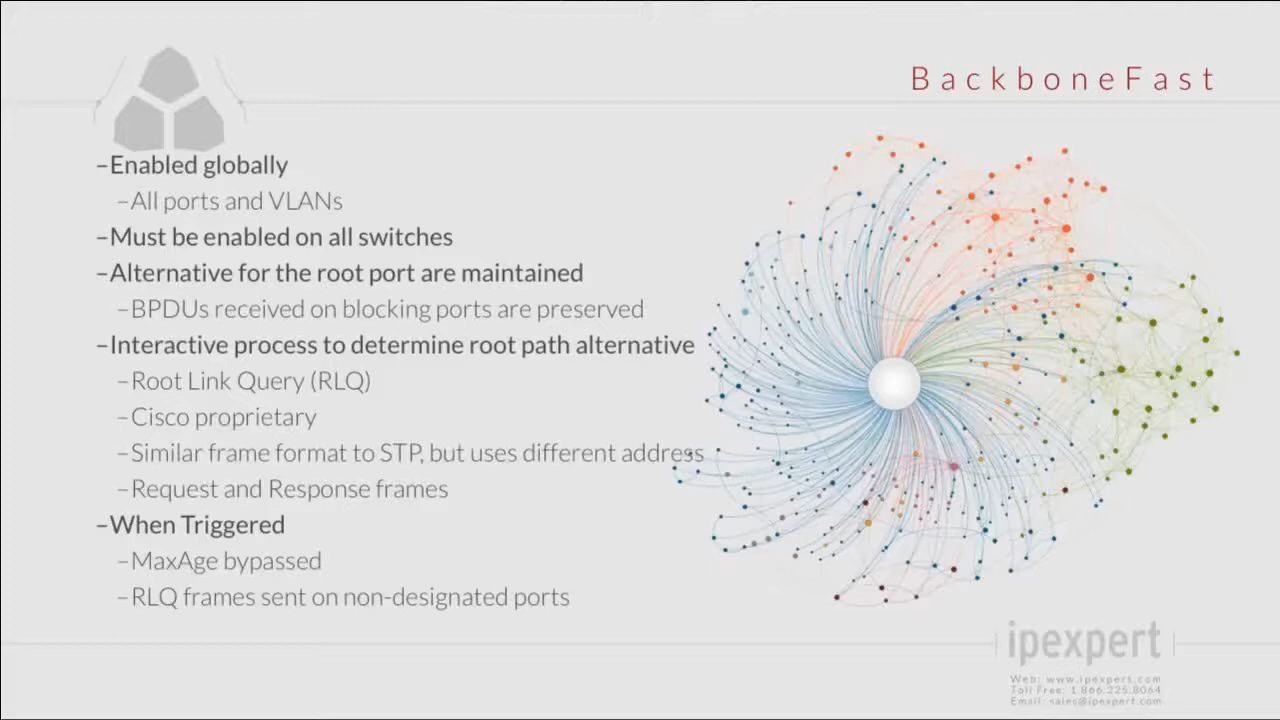 BackboneFast
–Enabled globally
–All ports and VLANs
–Must be enabled on all switches
–Alternative for the root port are maintained
–BPDUs received on blocking ports are preserved
–Interactive process to determine root path alternative
–Root Link Query (RLQ)
–Cisco proprietary
–Similar frame format to STP, but uses different address
–Request and Response frames
–When Triggered
–MaxAge bypassed
–RLQ frames sent on non-designated ports
ipexpert
Web: www.ipexpert.com
Toll Free: 1.866.225.8064
Email: sales@ipexpert.com